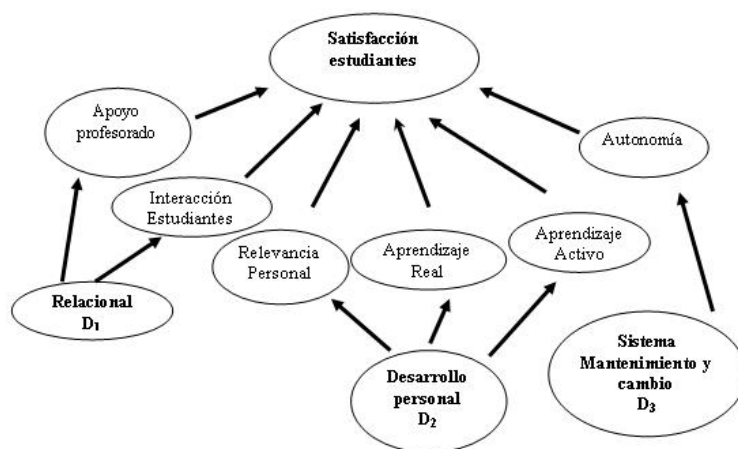 Satisfacción
estudiantes
Apoyo
profesorado
Autonomía
Interacción
Estudiantes
Relevancia
Personal
Aprendizaje
Real
Aprendizaje
Activo
Relacional
D1
Desarrollo
personal
D2
Sistema
Mantenimiento y
cambio
D3